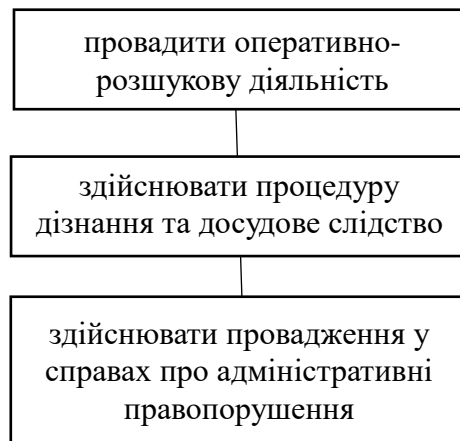 провадити оперативно-
розшукову діяльність
здійснювати процедуру
дізнання та досудове слідство
здійснювати провадження у
справах про адміністративні
правопорушення